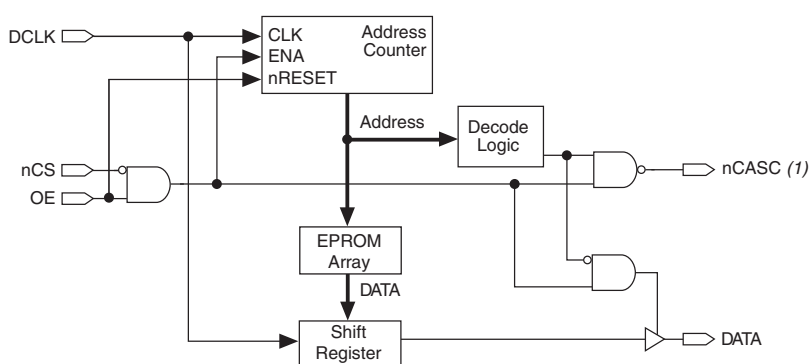 DCLK
CLK
Address
Counter
ENA
nRESET
Address
Decode
Logic
nCS
OE
nCASC (1)
EPROM
Array
DATA
Shift
Register
DATA